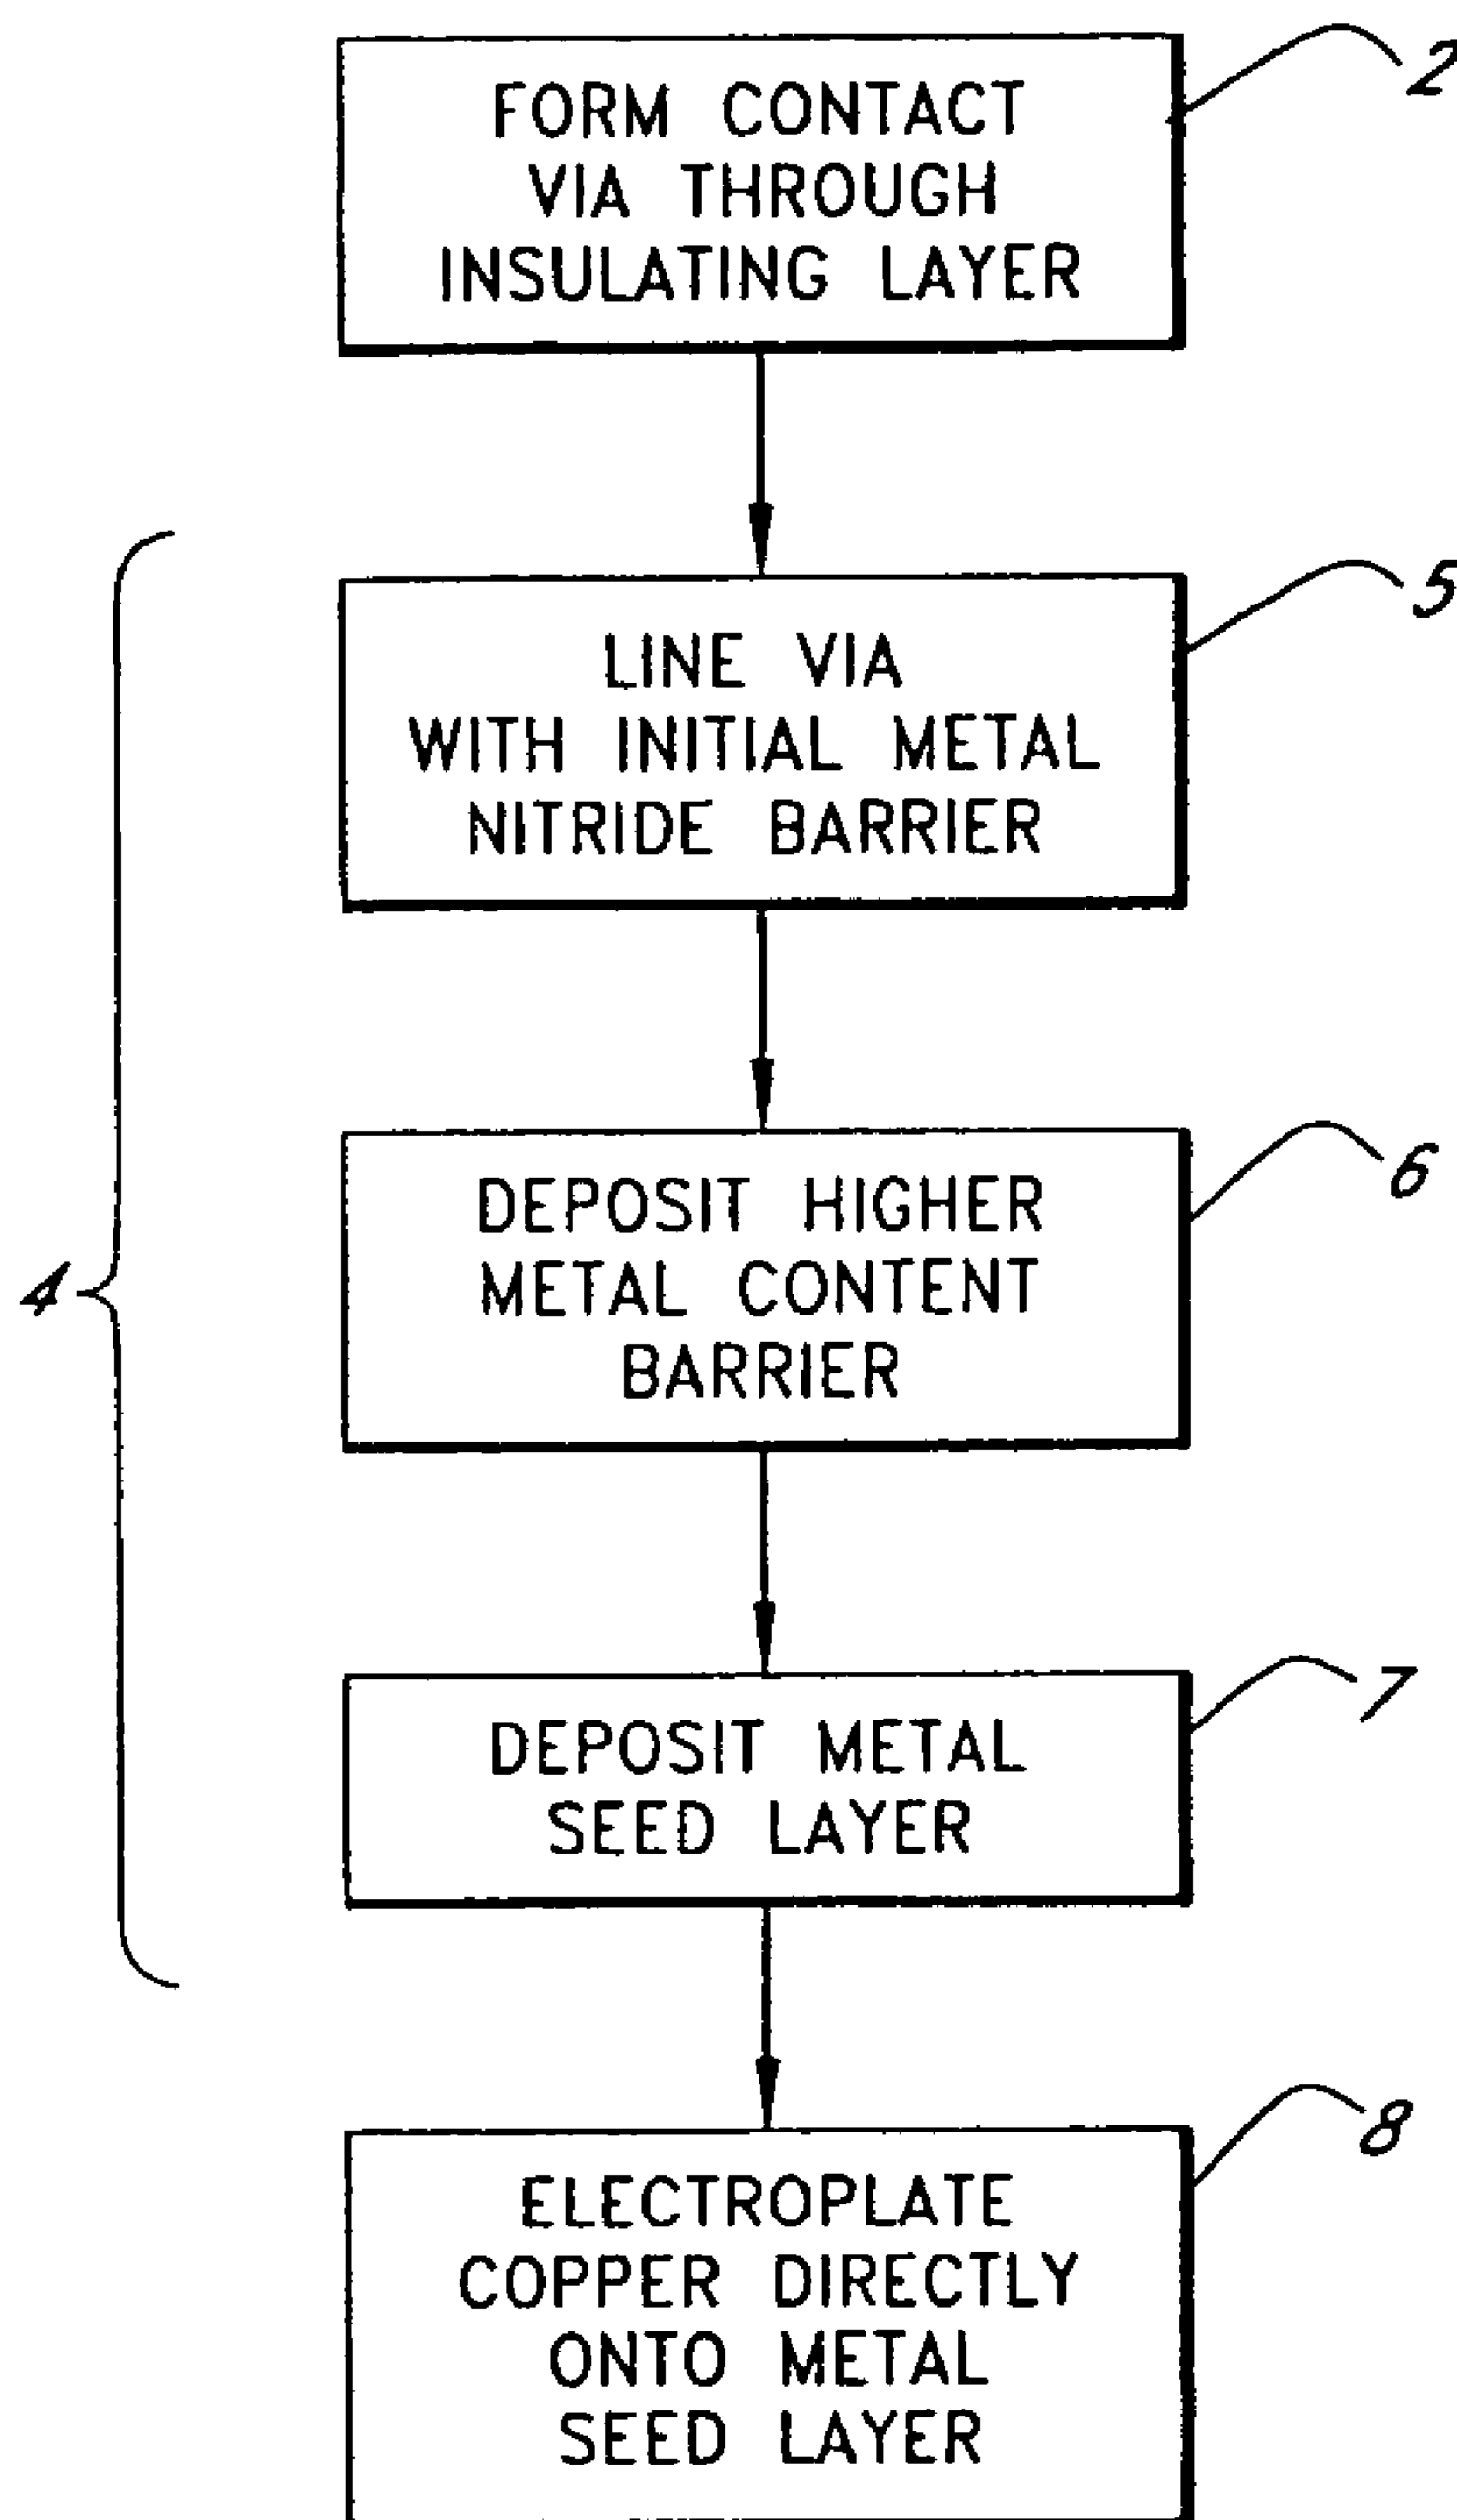 FORM CONTACT
VIA THROUGH
INSULATING LAYER
2
LINE VIA
WITH INITIAL METAL
NITRIDE BARRIER
5
DEPOSIT HIGHER
METAL CONTENT
BARRIER
6
4
DEPOSIT METAL
SEED LAYER
7
ELECTROPLATE
COPPER DIRECTLY
ONTO METAL
SEED LAYER
8